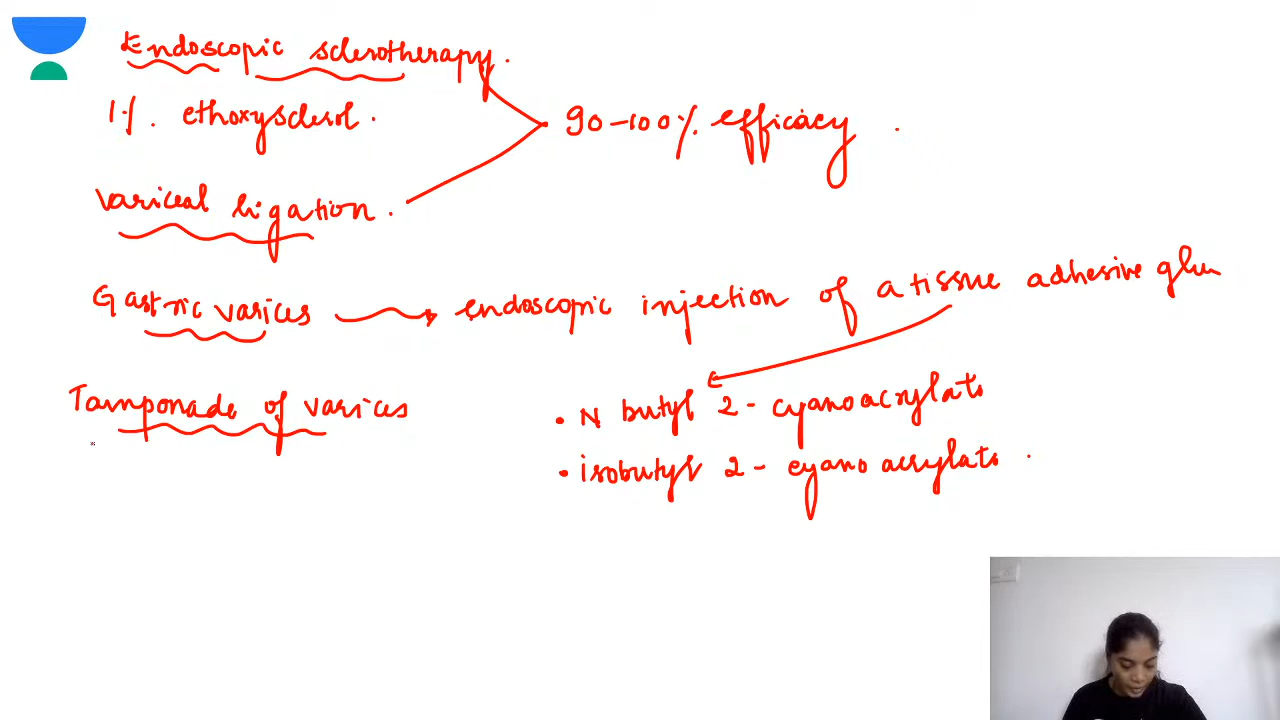 Endoscopic sclerotherapy.
1%. ethoxysclerol.
90-100% efficacy.
Variceal ligation.
Gastric varices → endoscopic injection of a tissue adhesive glue
Tamponade of varices
• N butyl 2-cyanoacrylate
• isobutyl 2-cyanoacrylate.